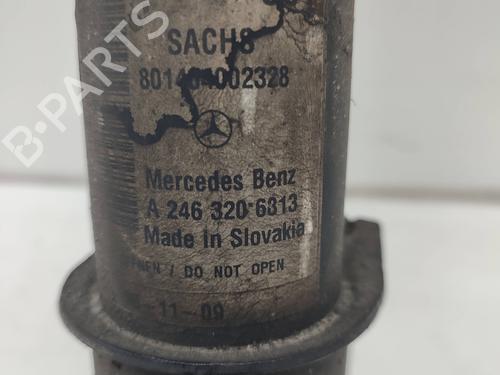 B-PARTS
SACHS
Mercedes Benz
A 246 320 6813
Made in Slovakia
DO NOT OPEN
11-09